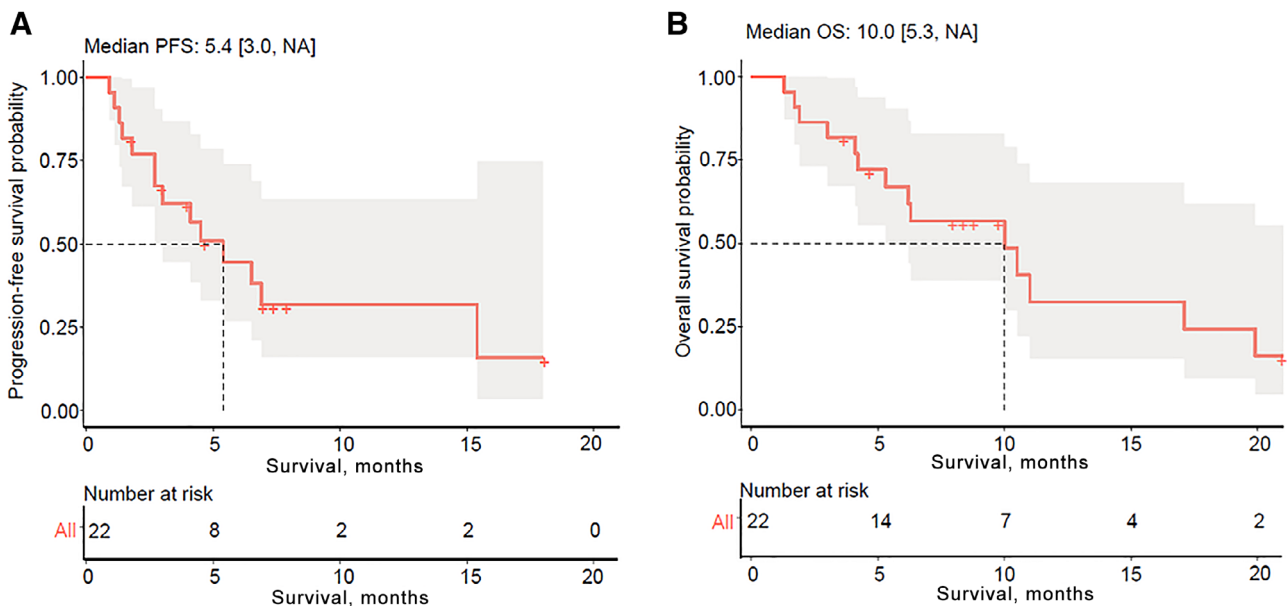 A
Median PFS: 5.4 [3.0, NA]
Progression-free survival probability
1.00
0.75
0.50
0.25
0.00
0 5 10 15 20
Survival, months
Number at risk
All 22 8 2 2 0
0 5 10 15 20
Survival, months
B
Median OS: 10.0 [5.3, NA]
Overall survival probability
1.00
0.75
0.50
0.25
0.00
0 5 10 15 20
Survival, months
Number at risk
All 22 14 7 4 2
0 5 10 15 20
Survival, months